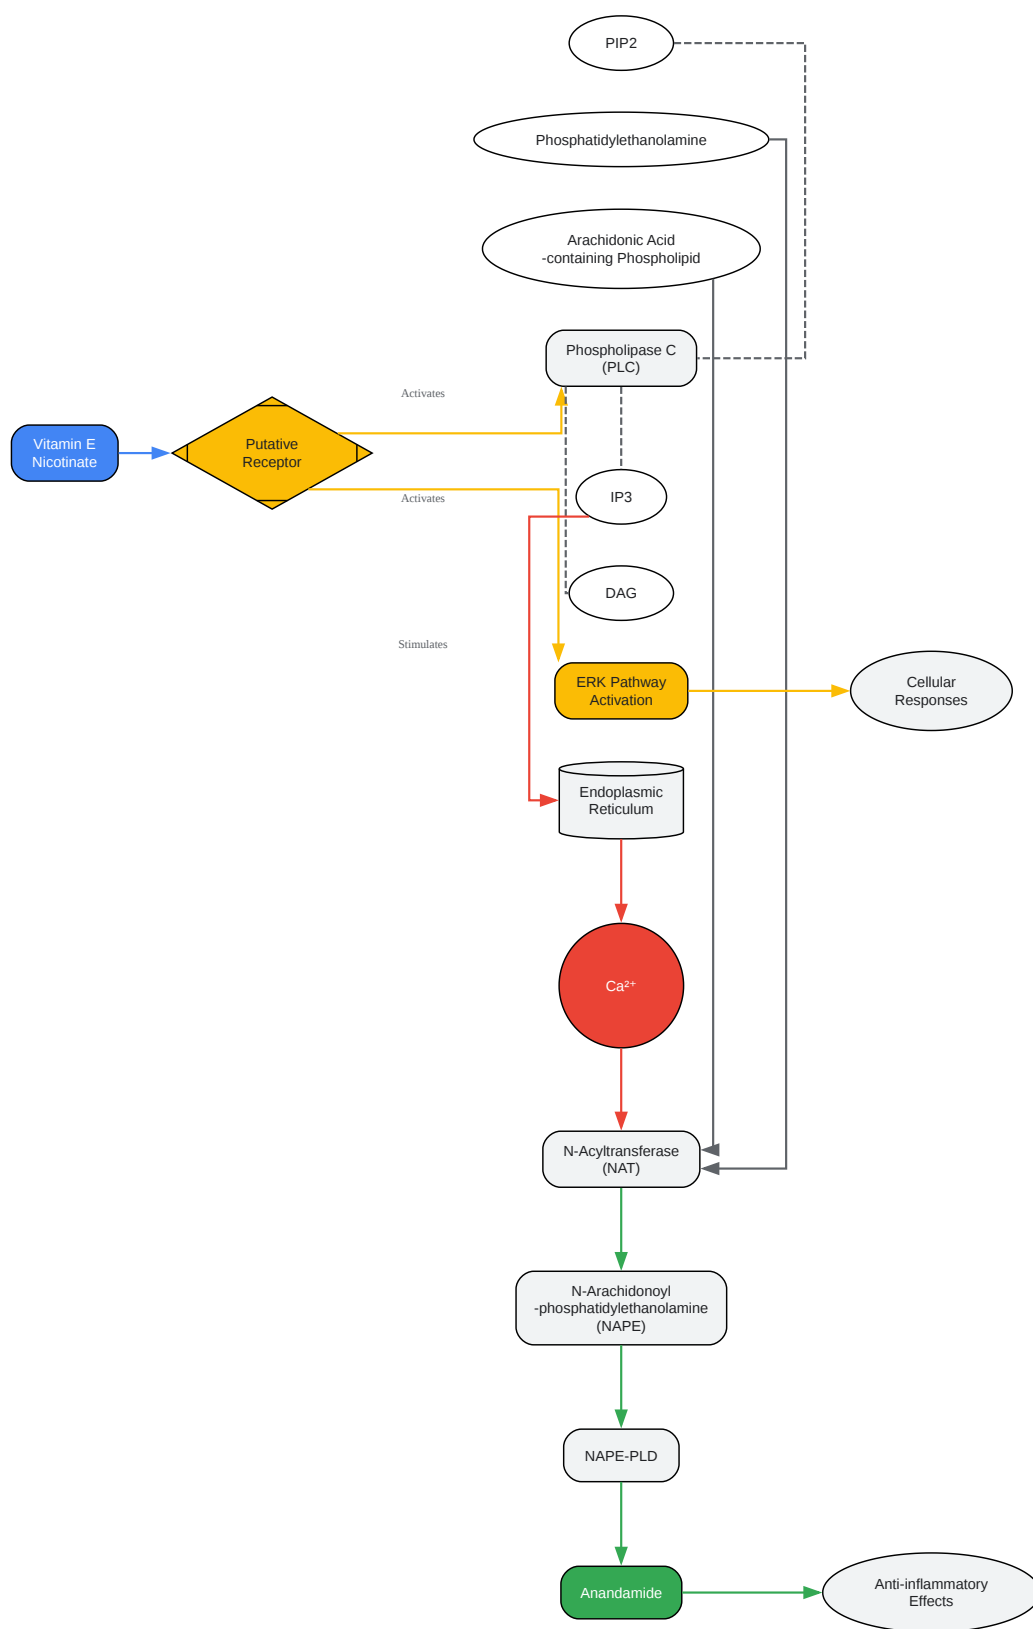 PIP2
Phosphatidylethanolamine
Arachidonic Acid
-containing Phospholipid
Phospholipase C
(PLC)
Activates
Vitamin E
Nicotinate
Putative
Receptor
Activates
IP3
DAG
Stimulates
ERK Pathway
Activation
Cellular
Responses
Endoplasmic
Reticulum
Ca²⁺
N-Acyltransferase
(NAT)
N-Arachidonoyl
-phosphatidylethanolamine
(NAPE)
NAPE-PLD
Anandamide
Anti-inflammatory
Effects